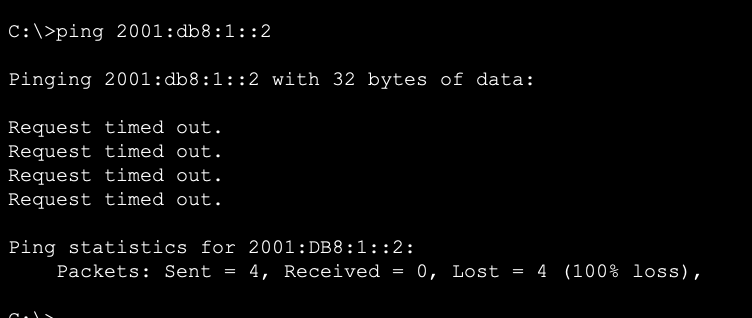 C:\>ping 2001:db8:1::2
Pinging 2001:db8:1::2 with 32 bytes of data:
Request timed out.
Request timed out.
Request timed out.
Request timed out.
Ping statistics for 2001:DB8:1::2:
Packets: Sent = 4, Received = 0, Lost = 4 (100% loss),
C:\>